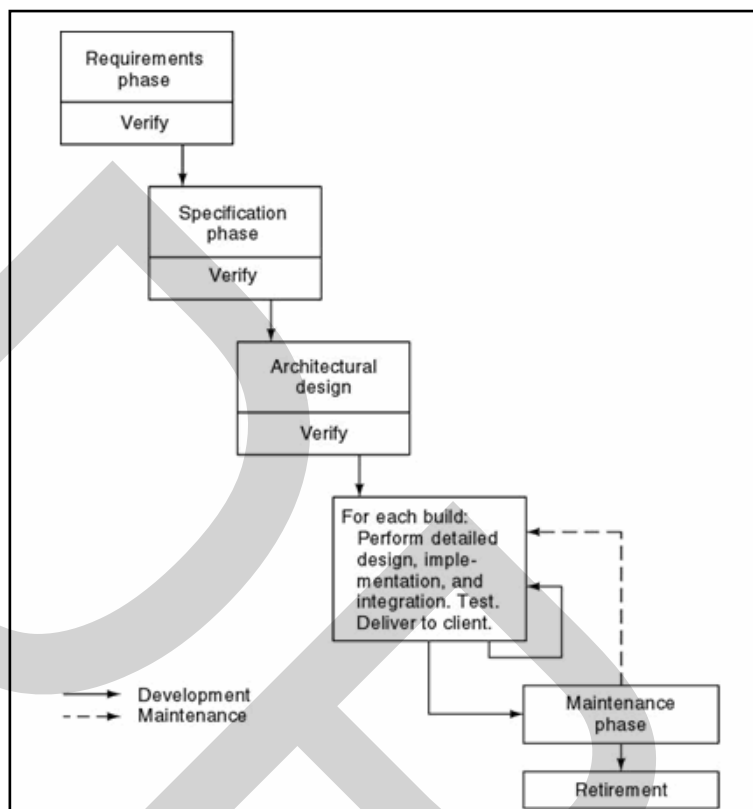 Requirements
phase
Verify
Specification
phase
Verify
Architectural
design
Verify
For each build:
Perform detailed
design, imple-
mentation, and
integration. Test.
Deliver to client.
Development
Maintenance
Maintenance
phase
Retirement